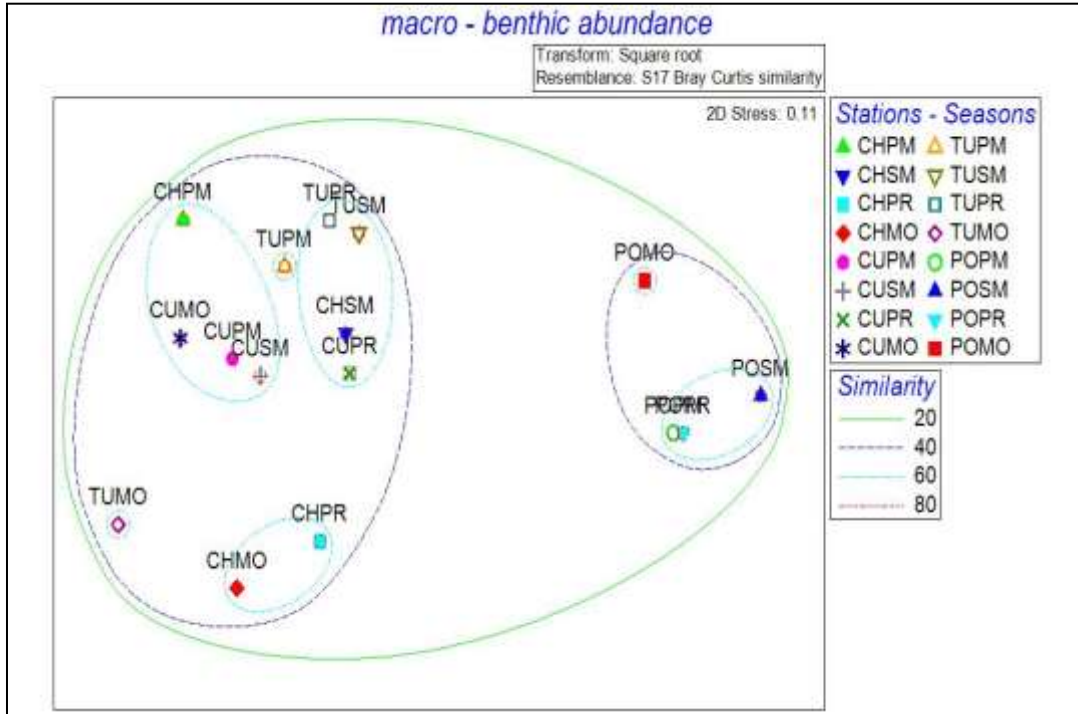 macro - benthic abundance
Transform: Square root
Resemblance: S17 Bray Curtis similarity
2D Stress: 0.11
Stations - Seasons
CHPM TUPM
CHSM TUSM
CHPR TUPR
CHMO TUMO
CUPM POPM
CUSM POSM
CUPR POPR
CUMO POMO
Similarity
20
40
60
80
CHPM
TUPR
TUSM
TUPM
POMO
CUMO
CHSM
CUPM
CUSM
CUPR
POSM
TUMO
CHPR
CHMO